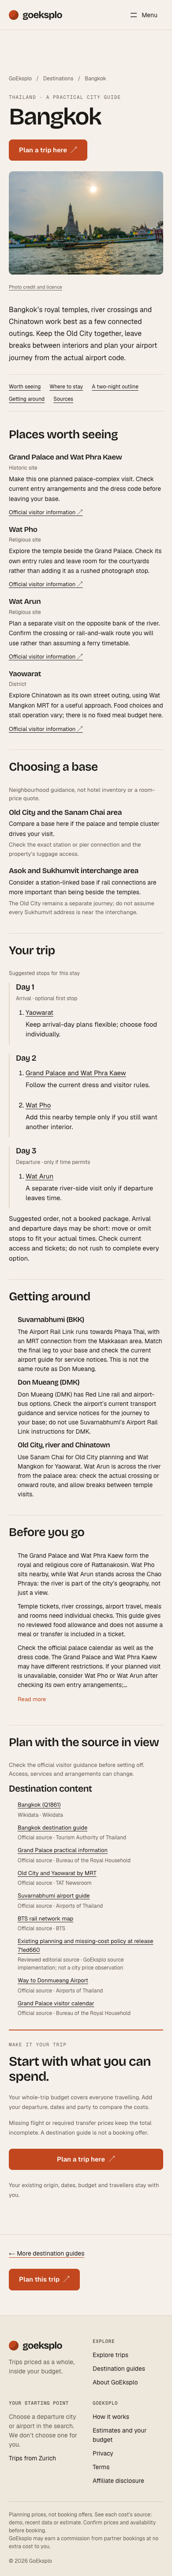 goeksplo
Menu
GoEksplo / Destinations / Bangkok
THAILAND · A PRACTICAL CITY GUIDE
Bangkok
Plan a trip here ↗
Photo credit and licence
Bangkok's royal temples, river crossings and
Chinatown work best as a few connected
outings. Keep the Old City together, leave
breaks between interiors and plan your airport
journey from the actual airport code.
Worth seeing Where to stay A two-night outline
Getting around Sources
Places worth seeing
Grand Palace and Wat Phra Kaew
Historic site
Make this one planned palace-complex visit. Check
current entry arrangements and the dress code before
leaving your base.
Official visitor information ↗
Wat Pho
Religious site
Explore the temple beside the Grand Palace. Check its
own entry rules and leave room for the courtyards
rather than adding it as a rushed photograph stop.
Official visitor information ↗
Wat Arun
Religious site
Plan a separate visit on the opposite bank of the river.
Confirm the crossing or rail-and-walk route you will
use rather than assuming a ferry timetable.
Official visitor information ↗
Yaowarat
District
Explore Chinatown as its own street outing, using Wat
Mangkon MRT for a useful approach. Food choices and
stall operation vary; there is no fixed meal budget here.
Official visitor information ↗
Choosing a base
Neighbourhood guidance, not hotel inventory or a room-
price quote.
Old City and the Sanam Chai area
Compare a base here if the palace and temple cluster
drives your visit.
Check the exact station or pier connection and the
property's luggage access.
Asok and Sukhumvit interchange area
Consider a station-linked base if rail connections are
more important than being beside the temples.
The Old City remains a separate journey; do not assume
every Sukhumvit address is near the interchange.
Your trip
Suggested stops for this stay
Day 1
Arrival · optional first stop
1. Yaowarat
Keep arrival-day plans flexible; choose food
individually.
Day 2
1. Grand Palace and Wat Phra Kaew
Follow the current dress and visitor rules.
2. Wat Pho
Add this nearby temple only if you still want
another interior.
Day 3
Departure · only if time permits
1. Wat Arun
A separate river-side visit only if departure
leaves time.
Suggested order, not a booked package. Arrival
and departure days may be short: move or omit
stops to fit your actual times. Check current
access and tickets; do not rush to complete every
option.
Getting around
Suvarnabhumi (BKK)
The Airport Rail Link runs towards Phaya Thai, with
an MRT connection from the Makkasan area. Match
the final leg to your base and check the current
airport guide for service notices. This is not the
same route as Don Mueang.
Don Mueang (DMK)
Don Mueang (DMK) has Red Line rail and airport-
bus options. Check the airport's current transport
guidance and service notices for the journey to
your base; do not use Suvarnabhumi's Airport Rail
Link instructions for DMK.
Old City, river and Chinatown
Use Sanam Chai for Old City planning and Wat
Mangkon for Yaowarat. Wat Arun is across the river
from the palace area: check the actual crossing or
onward route, and allow breaks between temple
visits.
Before you go
The Grand Palace and Wat Phra Kaew form the
royal and religious core of Rattanakosin. Wat Pho
sits nearby, while Wat Arun stands across the Chao
Phraya: the river is part of the city's geography, not
just a view.
Temple tickets, river crossings, airport travel, meals
and rooms need individual checks. This guide gives
no reviewed food allowance and does not assume a
meal or transfer is included in a ticket.
Check the official palace calendar as well as the
dress code. The Grand Palace and Wat Phra Kaew
may have different restrictions. If your planned visit
is unavailable, consider Wat Pho or Wat Arun after
checking its own entry arrangements;...
Read more
Plan with the source in view
Check the official visitor guidance before setting off.
Access, services and arrangements can change.
Destination content
Bangkok (Q1861)
Wikidata · Wikidata
Bangkok destination guide
Official source · Tourism Authority of Thailand
Grand Palace practical information
Official source · Bureau of the Royal Household
Old City and Yaowarat by MRT
Official source · TAT Newsroom
Suvarnabhumi airport guide
Official source · Airports of Thailand
BTS rail network map
Official source · BTS
Existing planning and missing-cost policy at release
71ed660
Reviewed editorial source · GoEksplo source
implementation; not a city price observation
Way to Donmueang Airport
Official source · Airports of Thailand
Grand Palace visitor calendar
Official source · Bureau of the Royal Household
MAKE IT YOUR TRIP
Start with what you can
spend.
Your whole-trip budget covers everyone travelling. Add
your departure, dates and party to compare the costs.
Missing flight or required transfer prices keep the total
incomplete. A destination guide is not a booking offer.
Plan a trip here ↗
Your existing origin, dates, budget and travellers stay with
you.
← More destination guides
Plan this trip ↗
goeksplo
Trips priced as a whole,
inside your budget.
EXPLORE
Explore trips
Destination guides
About GoEksplo
YOUR STARTING POINT
Choose a departure city
or airport in the search.
We don't choose one for
you.
Trips from Zurich
GOEKSPLO
How it works
Estimates and your
budget
Privacy
Terms
Affiliate disclosure
Planning prices, not booking offers. See each cost's source:
demo, recent data or estimate. Confirm prices and availability
before booking.
GoEksplo may earn a commission from partner bookings at no
extra cost to you.
© 2026 GoEksplo